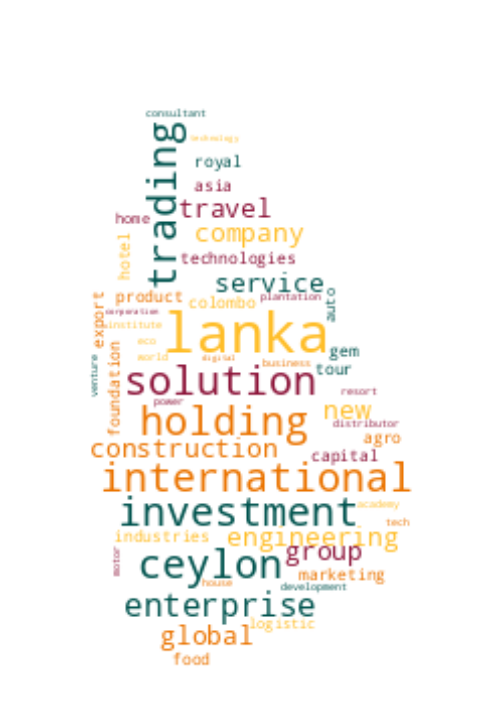 consultant
technology
trading
royal
asia
travel
home
company
hotel
technologies
service
product
plantation
colombo
auto
export
corporation
lanka
institute
eco
gem
world
digital
business
tour
venture
foundation
solution
resort
power
holding
new
distributor
agro
construction
capital
international
investment
academy
tech
industries
engineering
group
motor
ceylon
marketing
house
development
enterprise
logistic
global
food